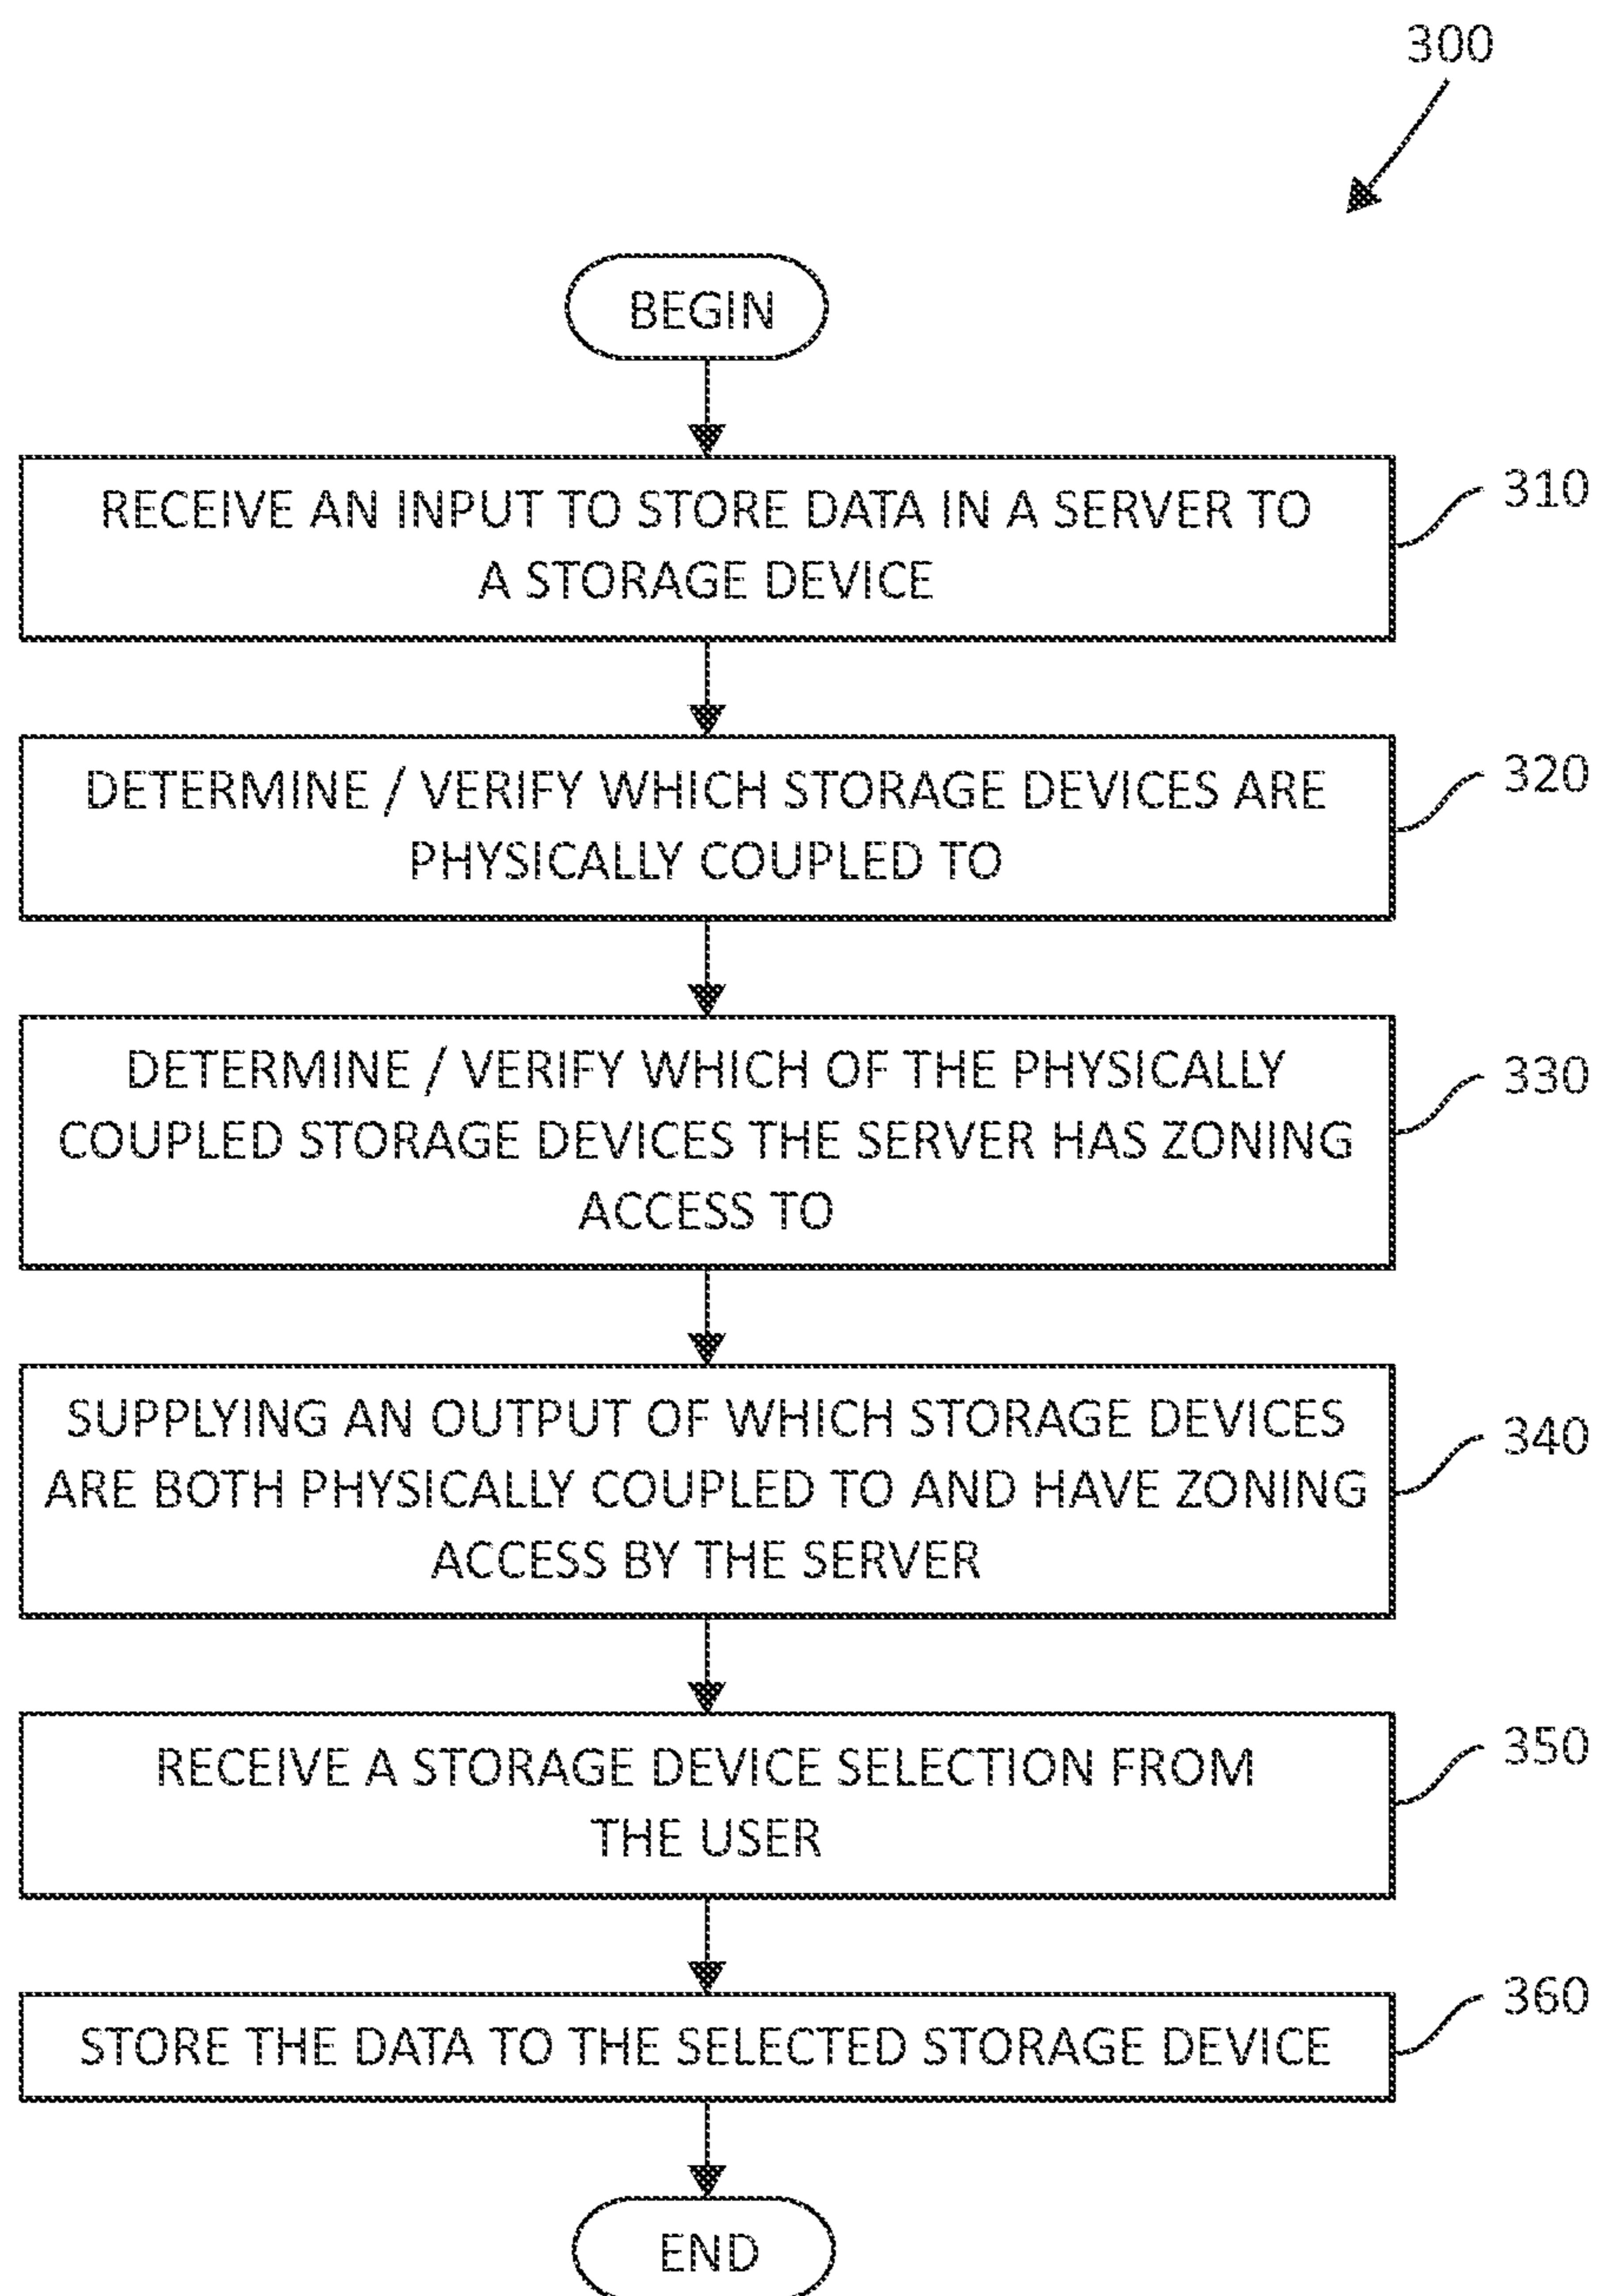 300
BEGIN
RECEIVE AN INPUT TO STORE DATA IN A SERVER TO
A STORAGE DEVICE
310
DETERMINE / VERIFY WHICH STORAGE DEVICES ARE
PHYSICALLY COUPLED TO
320
DETERMINE / VERIFY WHICH OF THE PHYSICALLY
COUPLED STORAGE DEVICES THE SERVER HAS ZONING
ACCESS TO
330
SUPPLYING AN OUTPUT OF WHICH STORAGE DEVICES
ARE BOTH PHYSICALLY COUPLED TO AND HAVE ZONING
ACCESS BY THE SERVER
340
RECEIVE A STORAGE DEVICE SELECTION FROM
THE USER
350
STORE THE DATA TO THE SELECTED STORAGE DEVICE
360
END